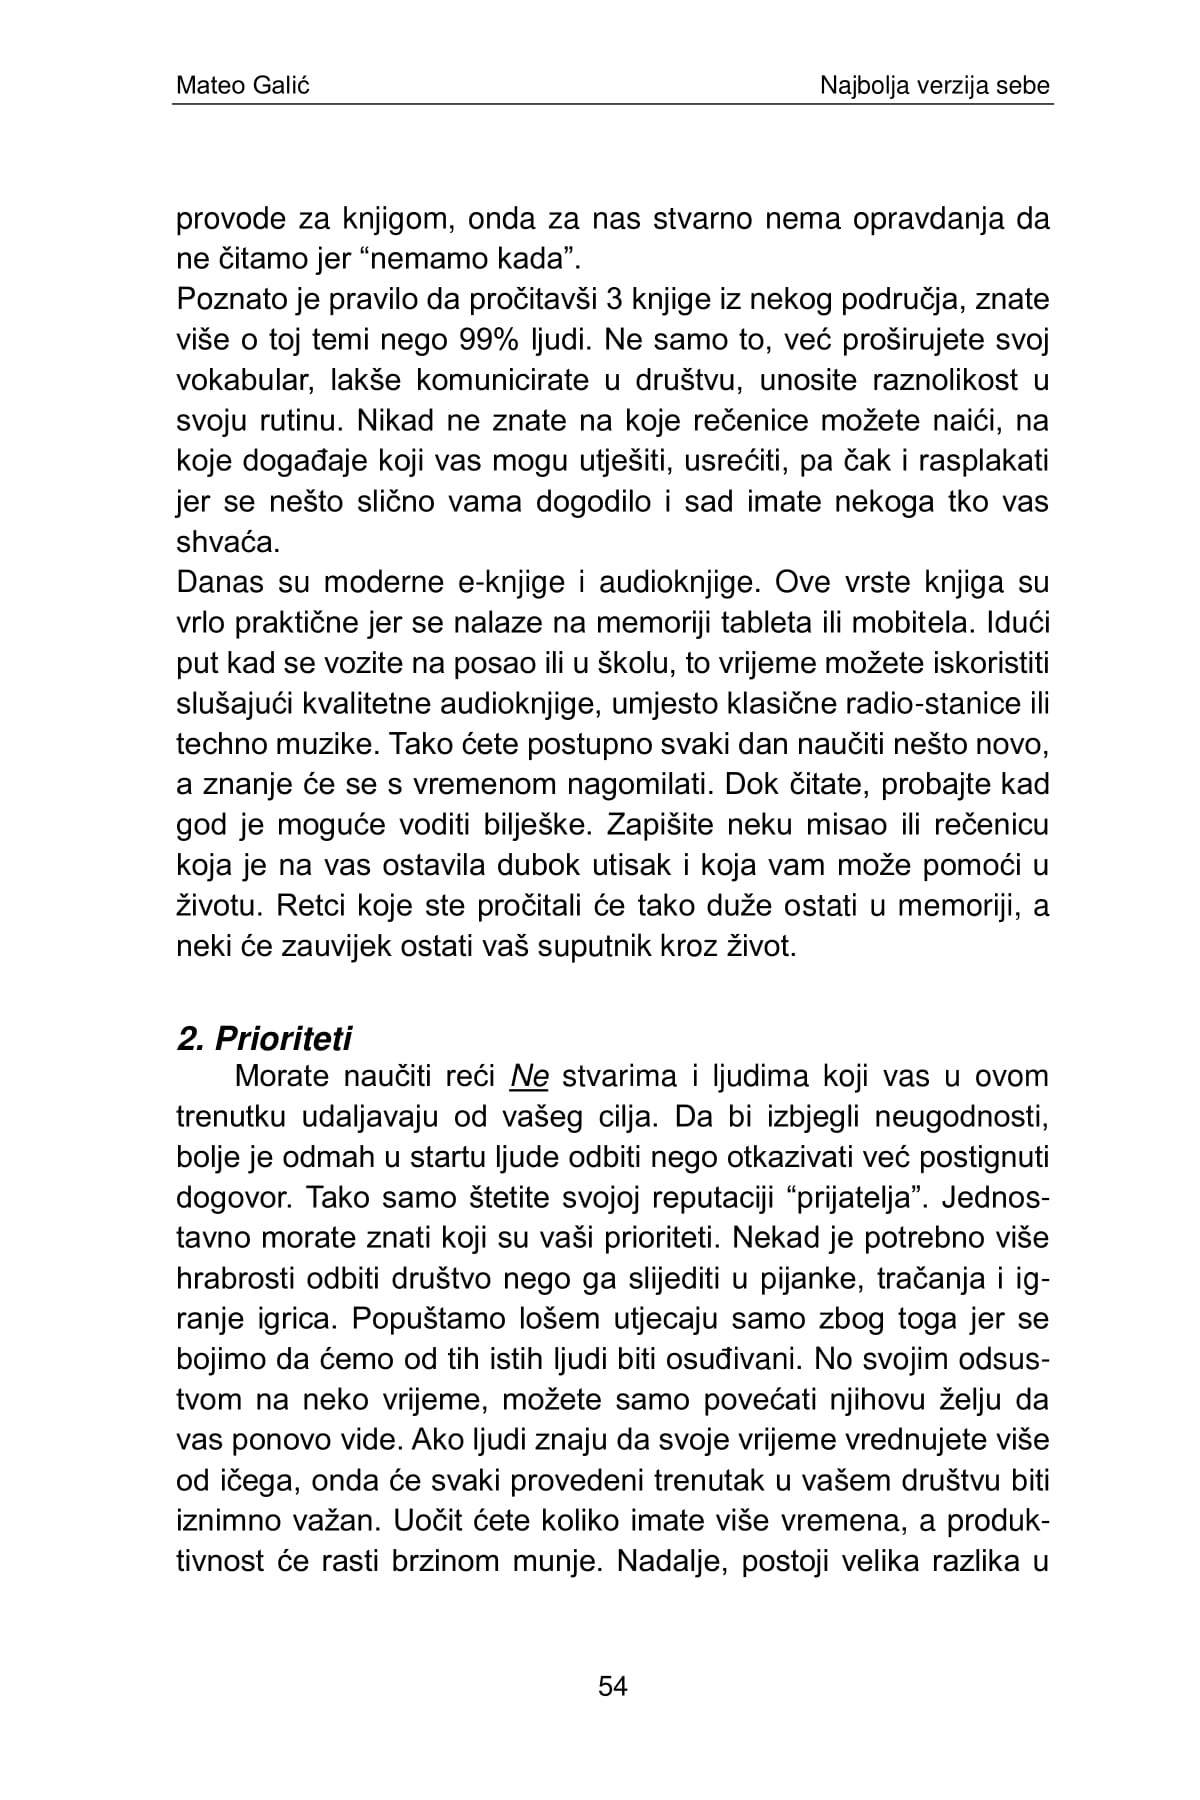 Mateo Galić Najbolja verzija sebe
provode za knjigom, onda za nas stvarno nema opravdanja da
ne čitamo jer “nemamo kada”.
Poznato je pravilo da pročitavši 3 knjige iz nekog područja, znate
više o toj temi nego 99% ljudi. Ne samo to, već proširujete svoj
vokabular, lakše komunicirate u društvu, unosite raznolikost u
svoju rutinu. Nikad ne znate na koje rečenice možete naići, na
koje događaje koji vas mogu utješiti, usrećiti, pa čak i rasplakati
jer se nešto slično vama dogodilo i sad imate nekoga tko vas
shvaća.
Danas su moderne e-knjige i audioknjige. Ove vrste knjiga su
vrlo praktične jer se nalaze na memoriji tableta ili mobitela. Idući
put kad se vozite na posao ili u školu, to vrijeme možete iskoristiti
slušajući kvalitetne audioknjige, umjesto klasične radio-stanice ili
techno muzike. Tako ćete postupno svaki dan naučiti nešto novo,
a znanje će se s vremenom nagomilati. Dok čitate, probajte kad
god je moguće voditi bilješke. Zapišite neku misao ili rečenicu
koja je na vas ostavila dubok utisak i koja vam može pomoći u
životu. Retci koje ste pročitali će tako duže ostati u memoriji, a
neki će zauvijek ostati vaš suputnik kroz život.
2. Prioriteti
Morate naučiti reći Ne stvarima i ljudima koji vas u ovom
trenutku udaljavaju od vašeg cilja. Da bi izbjegli neugodnosti,
bolje je odmah u startu ljude odbiti nego otkazivati već postignuti
dogovor. Tako samo štetite svojoj reputaciji “prijatelja”. Jednos-
tavno morate znati koji su vaši prioriteti. Nekad je potrebno više
hrabrosti odbiti društvo nego ga slijediti u pijanke, tračanja i ig-
ranje igrica. Popuštamo lošem utjecaju samo zbog toga jer se
bojimo da ćemo od tih istih ljudi biti osuđivani. No svojim odsus-
tvom na neko vrijeme, možete samo povećati njihovu želju da
vas ponovo vide. Ako ljudi znaju da svoje vrijeme vrednujete više
od ičega, onda će svaki provedeni trenutak u vašem društvu biti
iznimno važan. Uočit ćete koliko imate više vremena, a produk-
tivnost će rasti brzinom munje. Nadalje, postoji velika razlika u
54